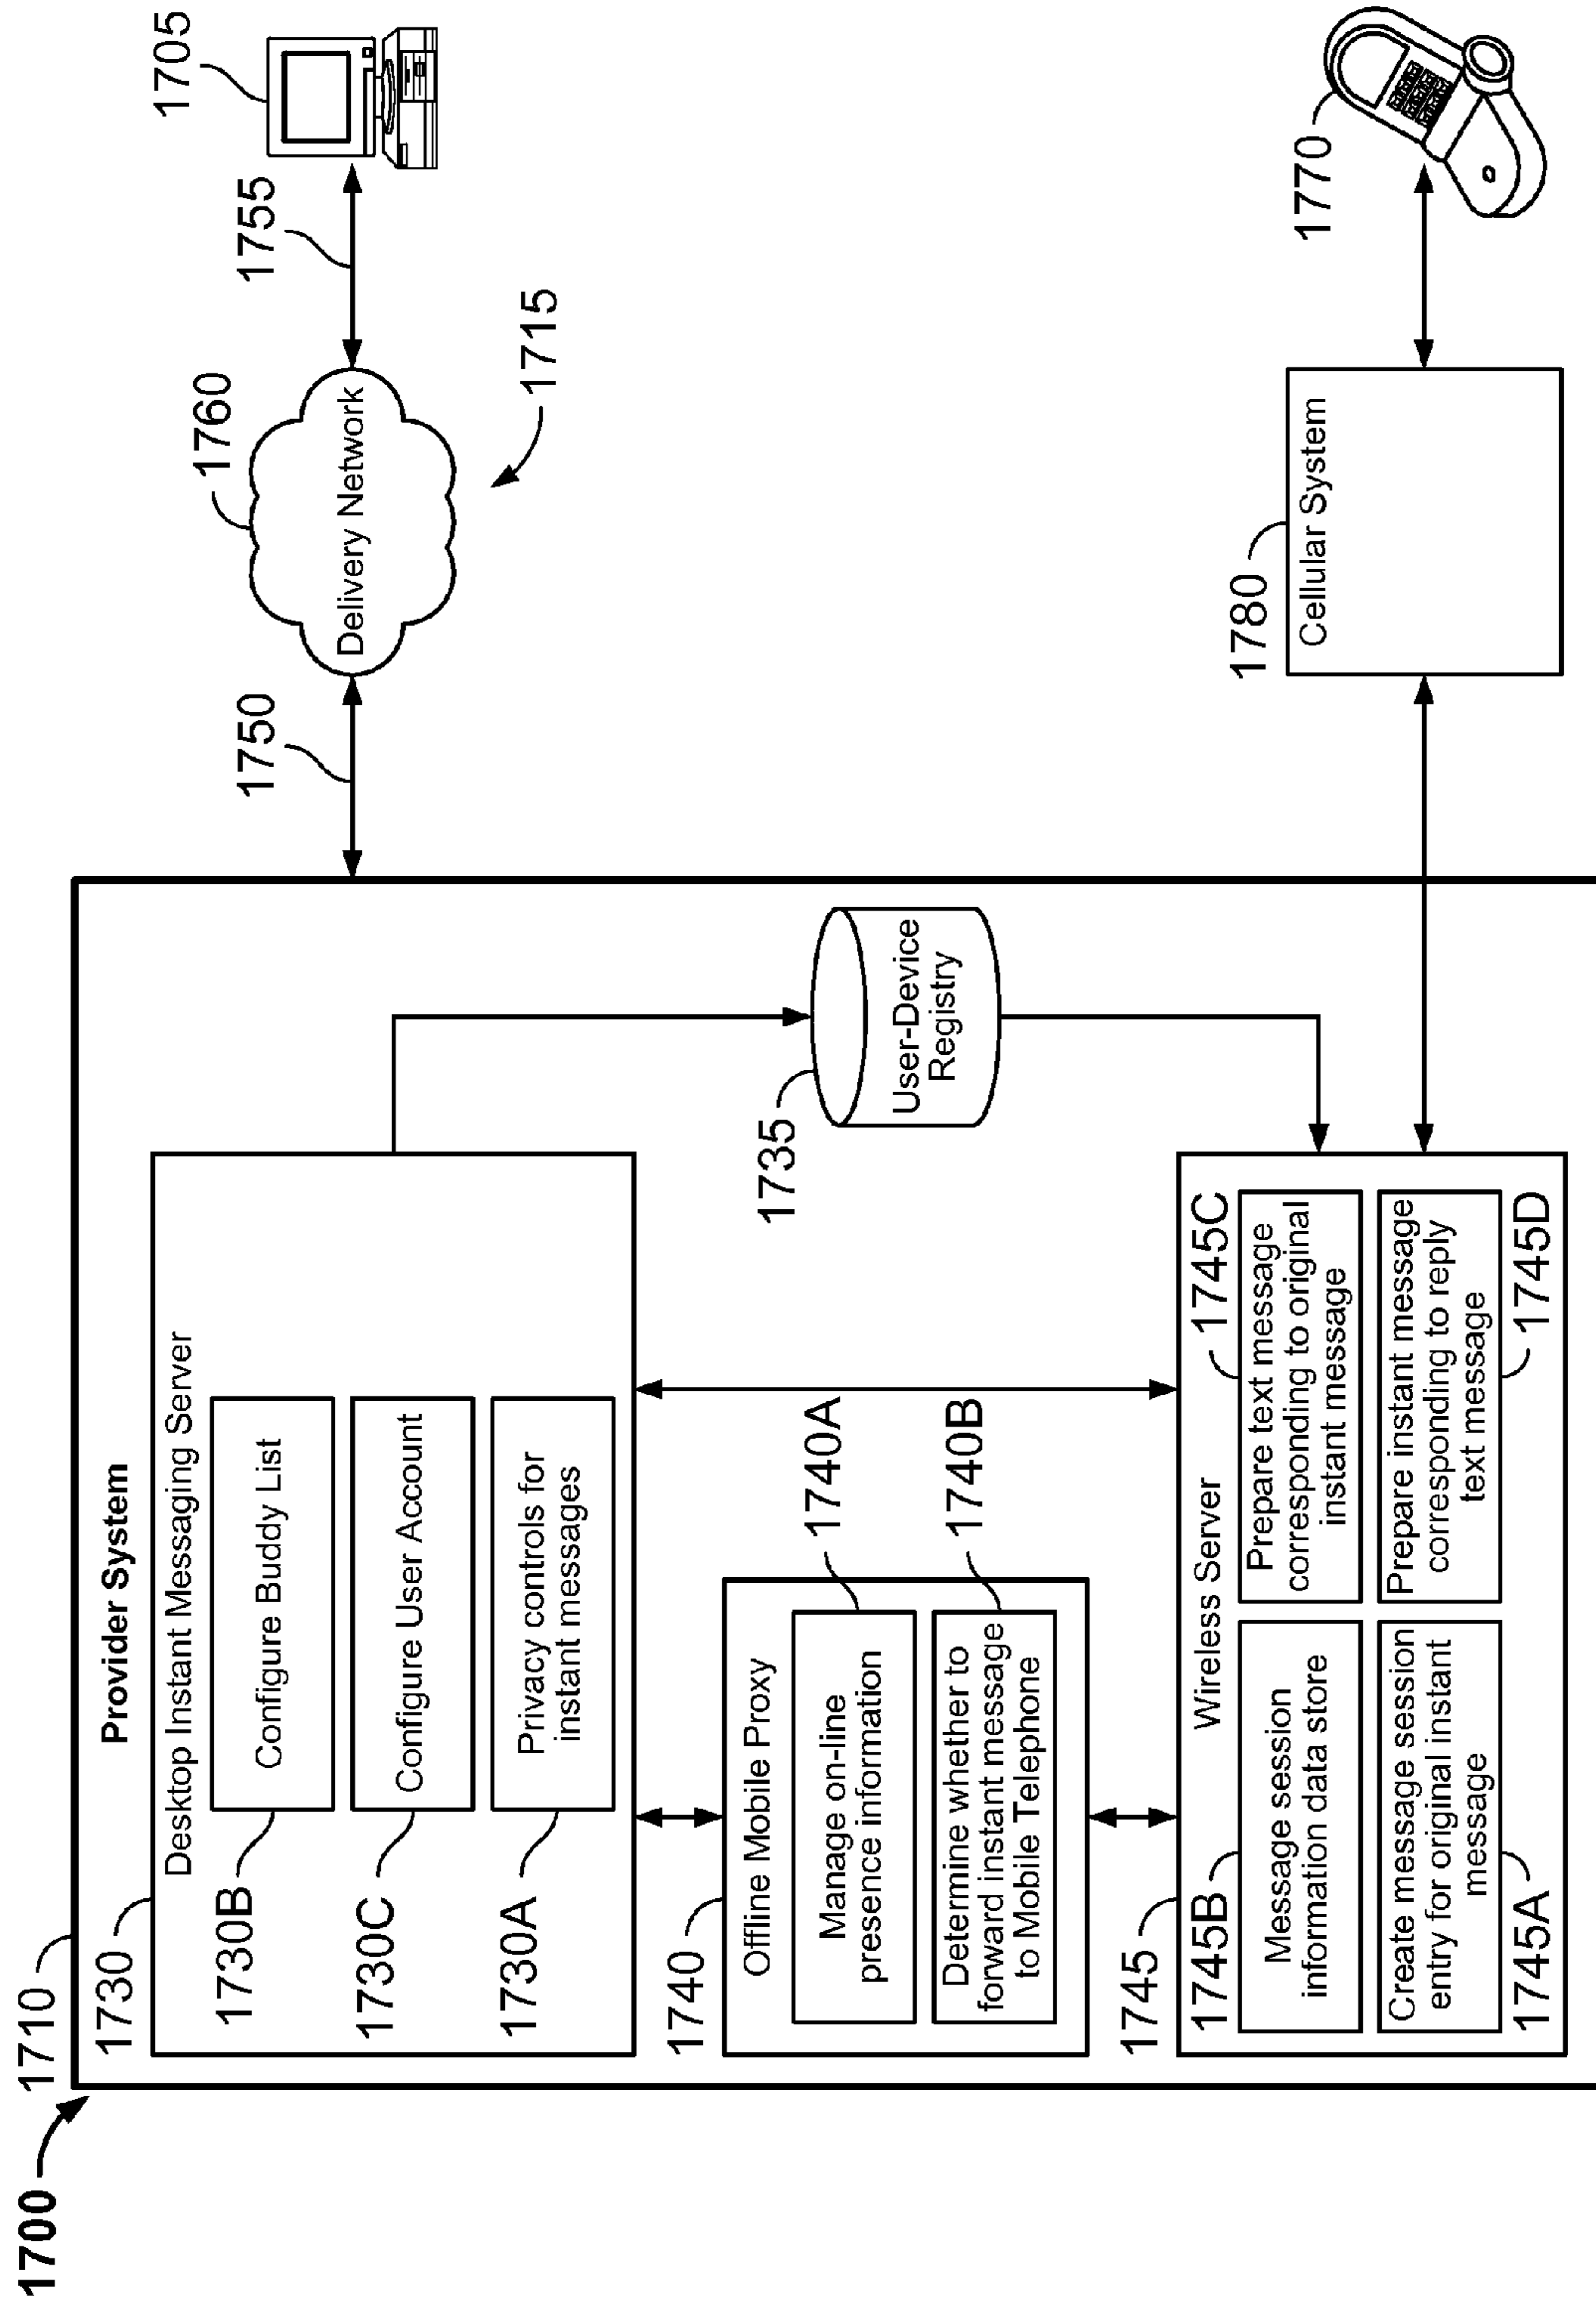 1700
1710
Provider System
1730
Desktop Instant Messaging Server
1730B
Configure Buddy List
1730C
Configure User Account
1730A
Privacy controls for
instant messages
1740
Offline Mobile Proxy
Manage on-line
presence information
1740A
Determine whether to
forward instant message
to Mobile Telephone
1740B
1735
User-Device
Registry
1745
Wireless Server
1745B
Message session
information data store
1745C
Prepare text message
corresponding to original
instant message
Create message session
entry for original instant
message
1745A
Prepare instant message
corresponding to reply
text message
1745D
1750
1760
Delivery Network
1715
1755
1705
1780
Cellular System
1770